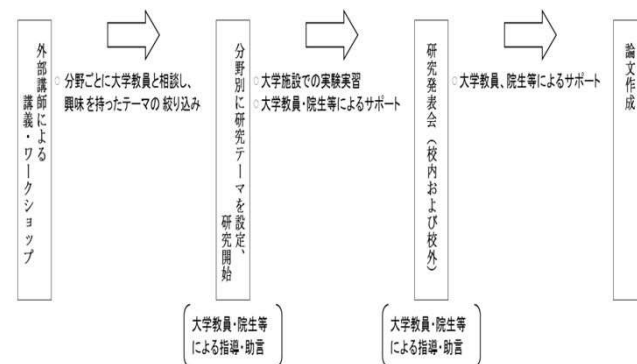 外部講師による
講義・ワークショップ
○ 分野ごとに大学教員と相談し、
興味を持ったテーマの絞り込み
分野別に研究テーマを設定、
研究開始
○ 大学施設での実験実習
○ 大学教員・院生等によるサポート
研究発表会（校内および校外）
○ 大学教員、院生等によるサポート
論文作成
大学教員・院生等
による指導・助言
大学教員・院生等
による指導・助言